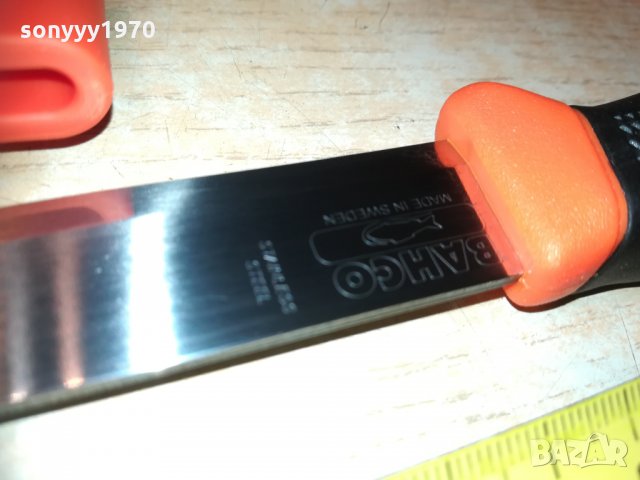 sonyyy1970
BAHCO
MADE IN SWEDEN
STAINLESS
STEEL
BAZAR